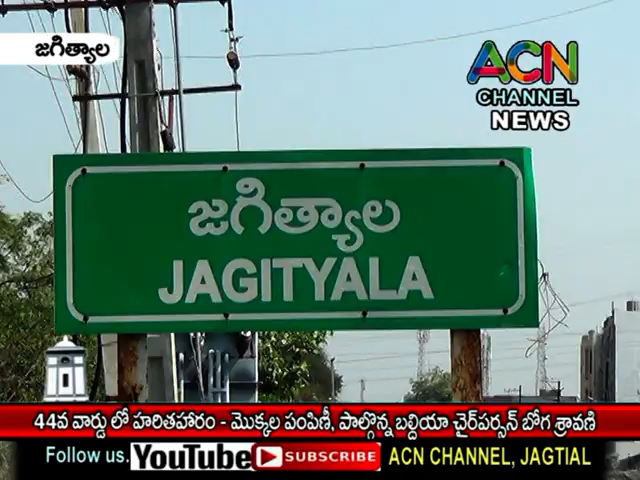 జగిత్యాల
ACN
CHANNEL
NEWS
జగిత్యాల
JAGITYALA
44వ వార్డు లో హరితహారం - మొక్కల పంపిణీ, పాల్గొన్న బల్దియా చైర్‌పర్సన్ బోగ శ్రావణి
Follow us. YouTube SUBSCRIBE ACN CHANNEL, JAGTIAL